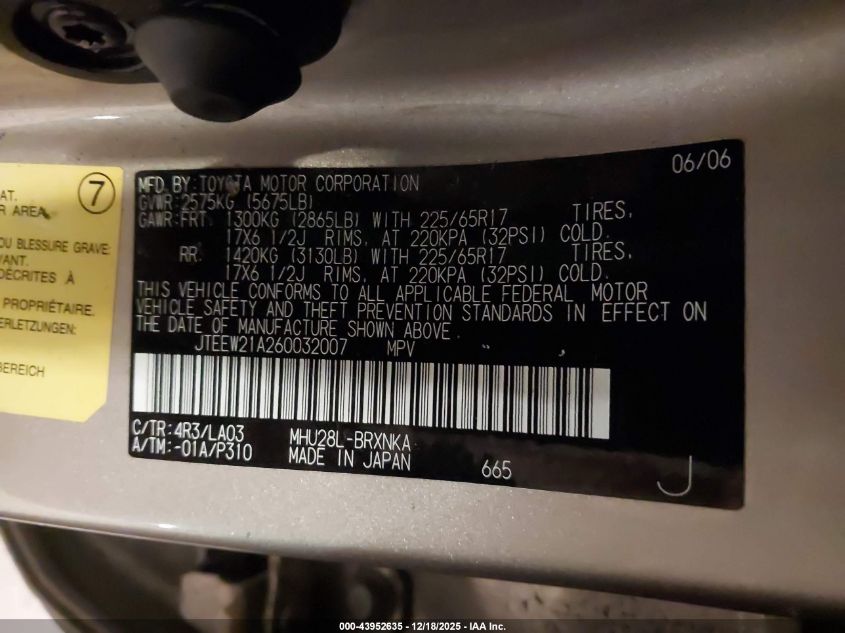 7
AT.
R AREA
OU BLESSURE GRAVE
VANT.
DÉCRITES À
PROPRIÉTAIRE.
ERLETZUNGEN:
BEREICH
06/06
MFD. BY: TOYOTA MOTOR CORPORATION
GVWR: 2575KG (5675LB)
GAWR: FRT. 1300KG (2865LB) WITH 225/65R17 TIRES,
17X6 1/2J RIMS, AT 220KPA (32PSI) COLD.
RR. 1420KG (3130LB) WITH 225/65R17 TIRES,
17X6 1/2J RIMS, AT 220KPA (32PSI) COLD.
THIS VEHICLE CONFORMS TO ALL APPLICABLE FEDERAL MOTOR
VEHICLE SAFETY AND THEFT PREVENTION STANDARDS IN EFFECT ON
THE DATE OF MANUFACTURE SHOWN ABOVE.
JTEEW21A260032007 MPV
C/TR: 4R3/LA03 MHU28L-BRXNKA
A/TM: -01A/P310 MADE IN JAPAN 665 J
000-43952635 - 12/18/2025 - IAA Inc.